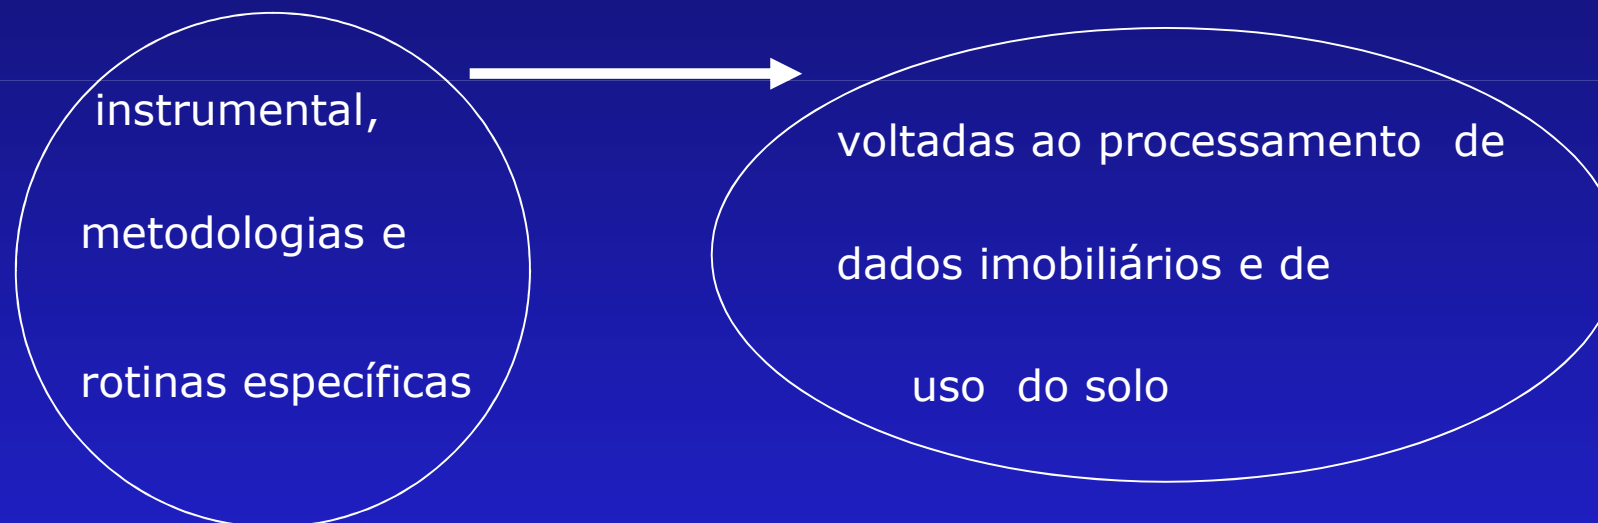 instrumental,
metodologias e
rotinas específicas
voltadas ao processamento de
dados imobiliários e de
uso do solo